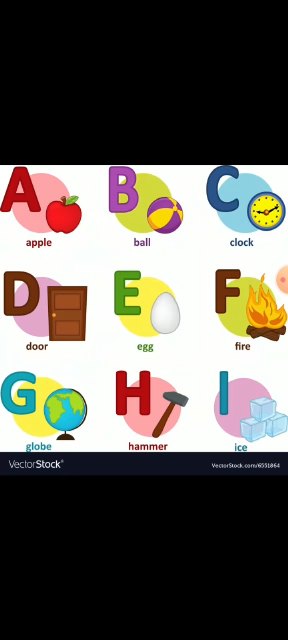 A B C
apple ball clock
D E F
door egg fire
G H I
globe hammer ice
VectorStock® VectorStock.com/6551864